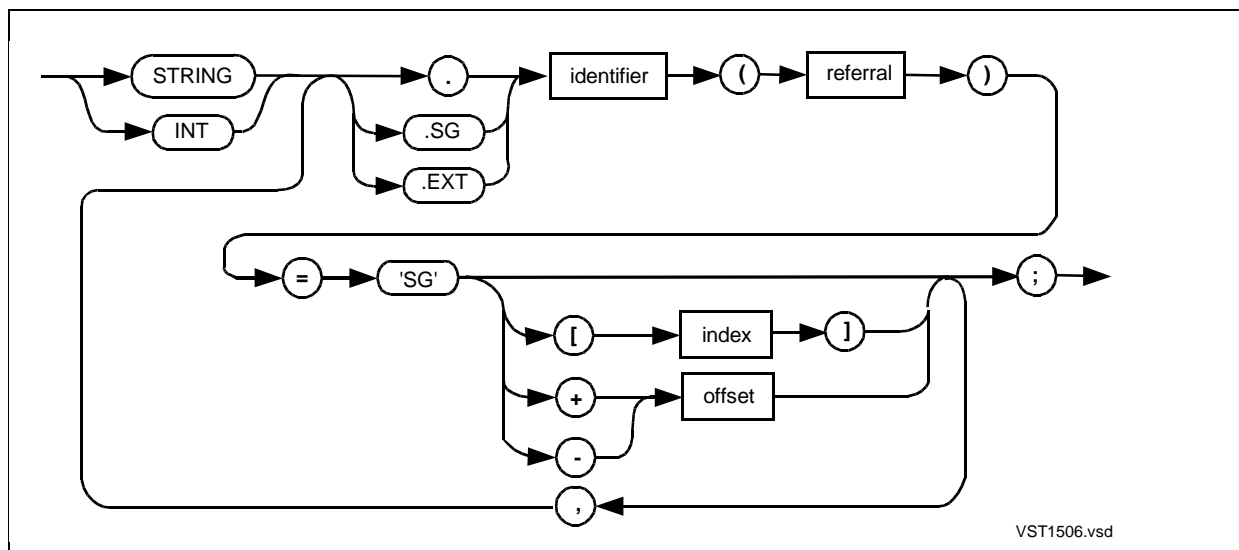 STRING . identifier ( referral )
INT .SG
.EXT
= 'SG' ;
[ index ]
+ offset
-
,
VST1506.vsd